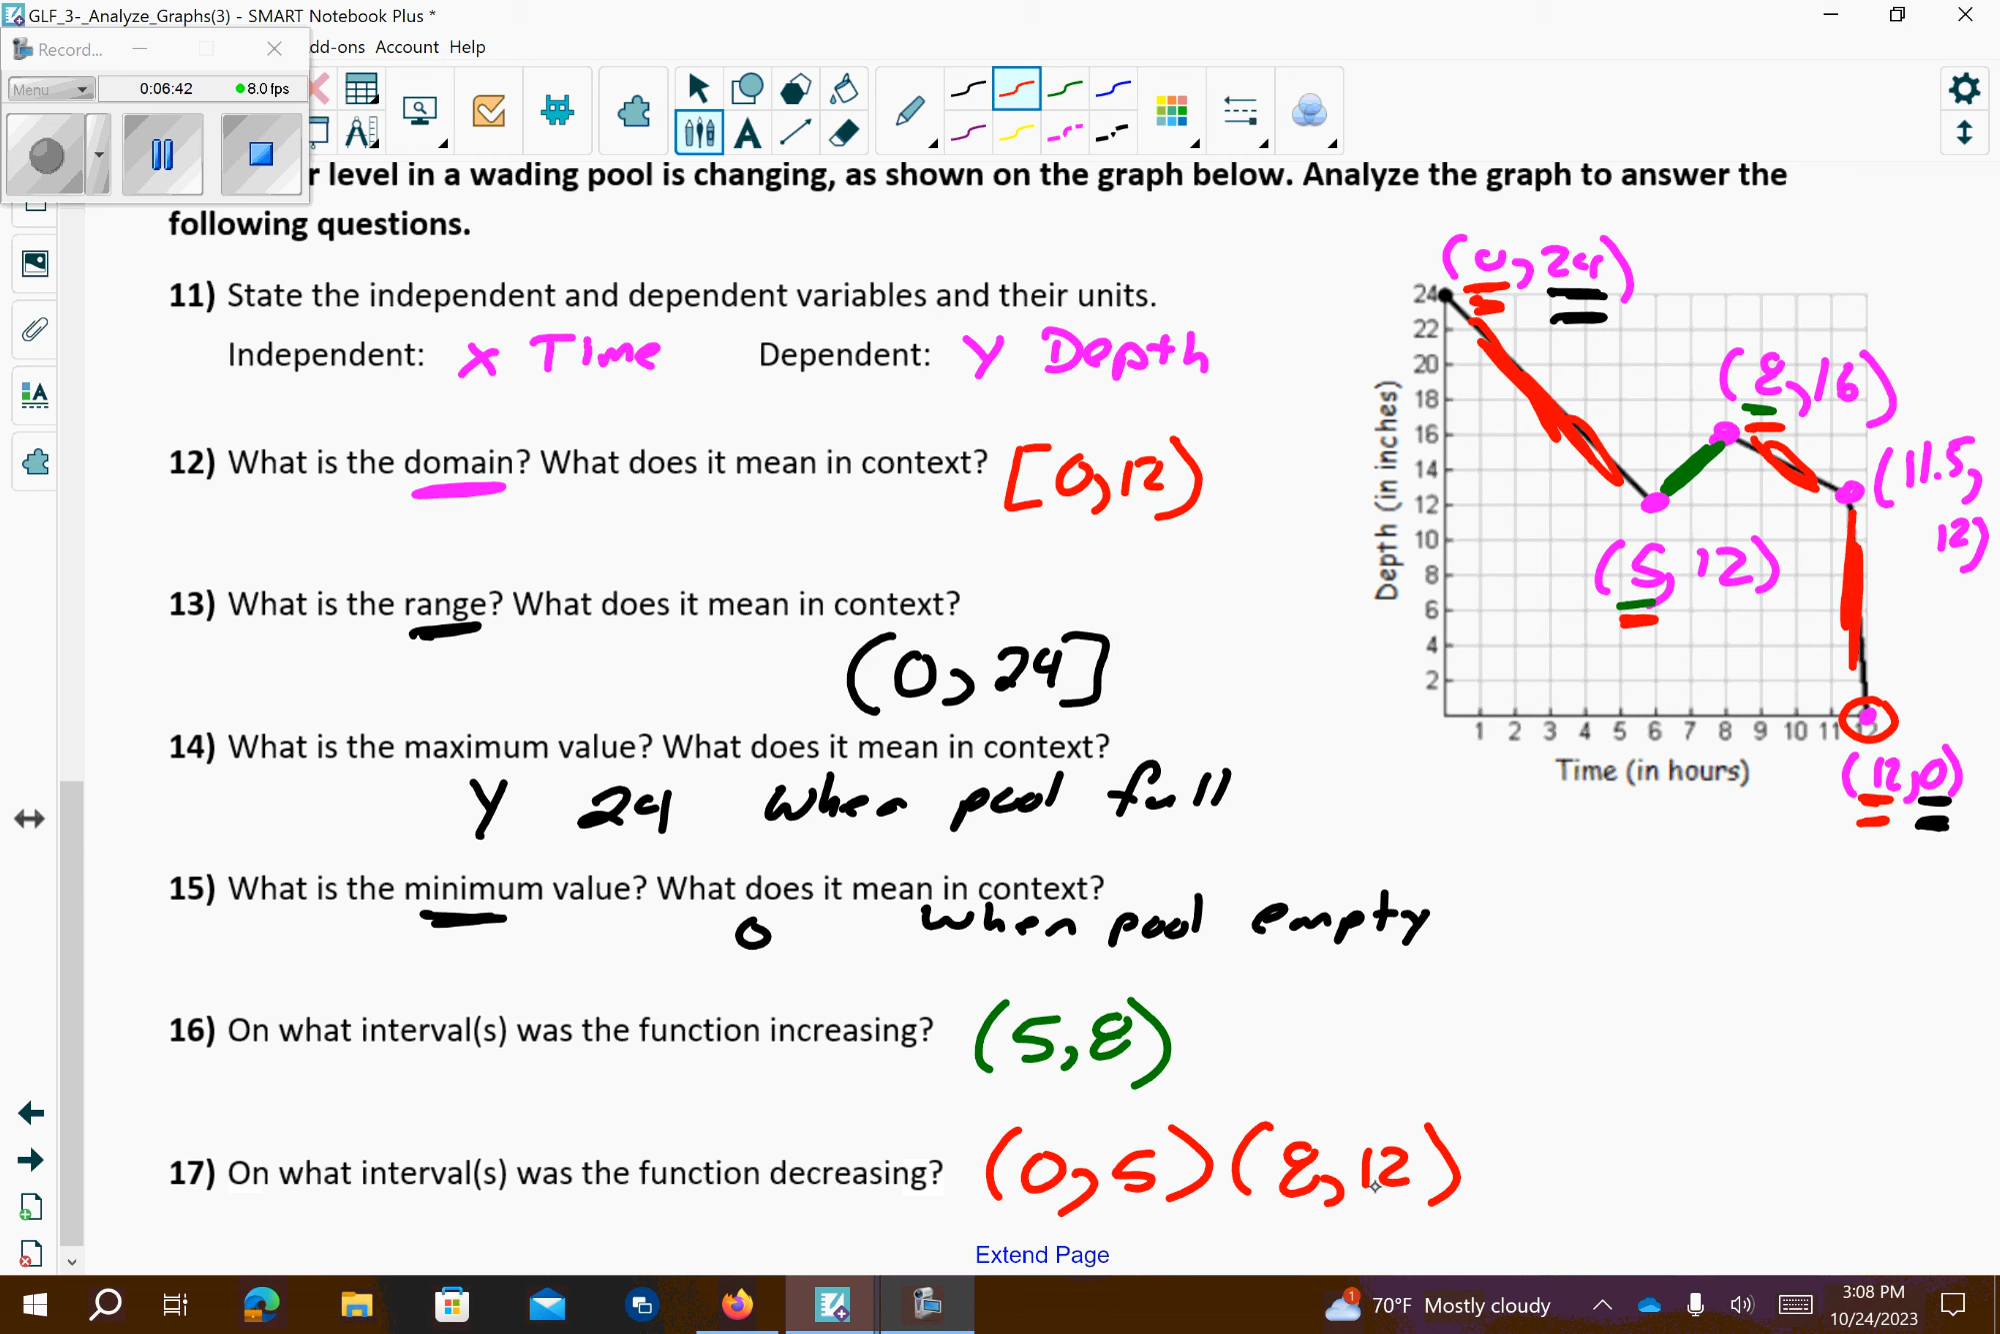 GLF_3-_Analyze_Graphs(3) - SMART Notebook Plus *
Record...
dd-ons Account Help
Menu 0:06:42 8.0 fps
r level in a wading pool is changing, as shown on the graph below. Analyze the graph to answer the
following questions.
11) State the independent and dependent variables and their units.
Independent: x Time Dependent: y Depth
12) What is the domain? What does it mean in context? [0,12)
13) What is the range? What does it mean in context?
(0, 24]
14) What is the maximum value? What does it mean in context?
y 24 when pool full
15) What is the minimum value? What does it mean in context?
0 when pool empty
16) On what interval(s) was the function increasing? (5,8)
17) On what interval(s) was the function decreasing? (0,5) (8,12)
(0, 24)
(8,16)
(11.5,
12)
(5, 12)
(12,0)
Depth (in inches)
24
22
20
18
16
14
12
10
8
6
4
2
1 2 3 4 5 6 7 8 9 10 11 12
Time (in hours)
Extend Page
1
70°F Mostly cloudy
3:08 PM
10/24/2023